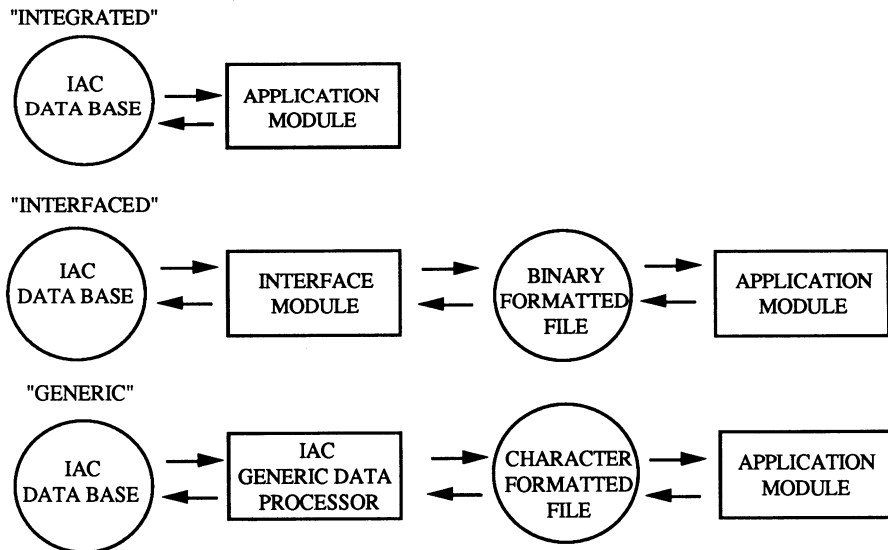 "INTEGRATED"
IAC
DATA BASE
APPLICATION
MODULE
"INTERFACED"
IAC
DATA BASE
INTERFACE
MODULE
BINARY
FORMATTED
FILE
APPLICATION
MODULE
"GENERIC"
IAC
DATA BASE
IAC
GENERIC DATA
PROCESSOR
CHARACTER
FORMATTED
FILE
APPLICATION
MODULE